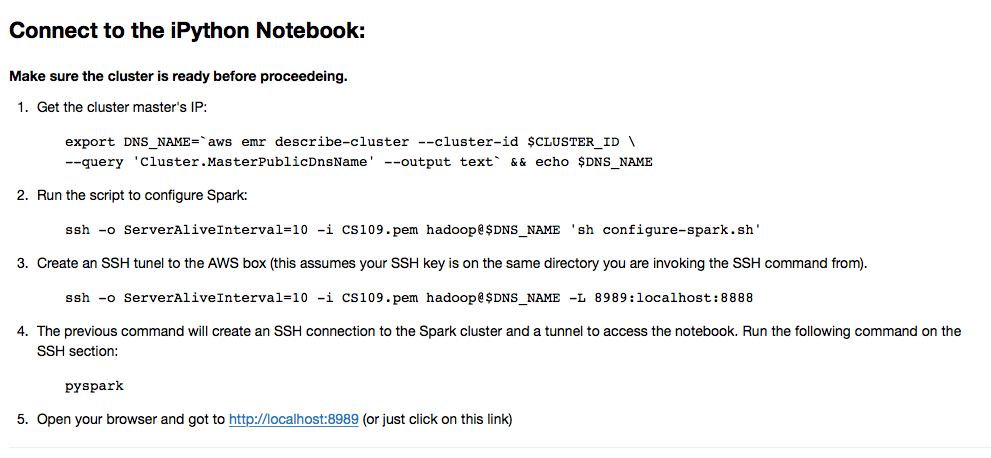 Connect to the iPython Notebook:
Make sure the cluster is ready before proceedeing.
1. Get the cluster master's IP:
export DNS_NAME=`aws emr describe-cluster --cluster-id $CLUSTER_ID \
--query 'Cluster.MasterPublicDnsName' --output text` && echo $DNS_NAME
2. Run the script to configure Spark:
ssh -o ServerAliveInterval=10 -i CS109.pem hadoop@$DNS_NAME 'sh configure-spark.sh'
3. Create an SSH tunel to the AWS box (this assumes your SSH key is on the same directory you are invoking the SSH command from).
ssh -o ServerAliveInterval=10 -i CS109.pem hadoop@$DNS_NAME -L 8989:localhost:8888
4. The previous command will create an SSH connection to the Spark cluster and a tunnel to access the notebook. Run the following command on the
SSH section:
pyspark
5. Open your browser and got to http://localhost:8989 (or just click on this link)